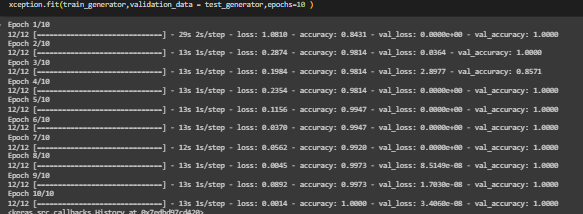 xception.fit(train_generator,validation_data = test_generator,epochs=10 )
Epoch 1/10
12/12 [==============================] - 29s 2s/step - loss: 1.0810 - accuracy: 0.8431 - val_loss: 0.0000e+00 - val_accuracy: 1.0000
Epoch 2/10
12/12 [==============================] - 13s 1s/step - loss: 0.2874 - accuracy: 0.9814 - val_loss: 0.0364 - val_accuracy: 1.0000
Epoch 3/10
12/12 [==============================] - 13s 1s/step - loss: 0.1984 - accuracy: 0.9814 - val_loss: 2.8977 - val_accuracy: 0.8571
Epoch 4/10
12/12 [==============================] - 13s 1s/step - loss: 0.2354 - accuracy: 0.9814 - val_loss: 0.0000e+00 - val_accuracy: 1.0000
Epoch 5/10
12/12 [==============================] - 13s 1s/step - loss: 0.1156 - accuracy: 0.9947 - val_loss: 0.0000e+00 - val_accuracy: 1.0000
Epoch 6/10
12/12 [==============================] - 13s 1s/step - loss: 0.0370 - accuracy: 0.9947 - val_loss: 0.0000e+00 - val_accuracy: 1.0000
Epoch 7/10
12/12 [==============================] - 12s 1s/step - loss: 0.0562 - accuracy: 0.9920 - val_loss: 0.0000e+00 - val_accuracy: 1.0000
Epoch 8/10
12/12 [==============================] - 13s 1s/step - loss: 0.0045 - accuracy: 0.9973 - val_loss: 8.5149e-08 - val_accuracy: 1.0000
Epoch 9/10
12/12 [==============================] - 13s 1s/step - loss: 0.0892 - accuracy: 0.9973 - val_loss: 1.7030e-08 - val_accuracy: 1.0000
Epoch 10/10
12/12 [==============================] - 13s 1s/step - loss: 0.0014 - accuracy: 1.0000 - val_loss: 3.4060e-08 - val_accuracy: 1.0000
<keras.src.callbacks.History at